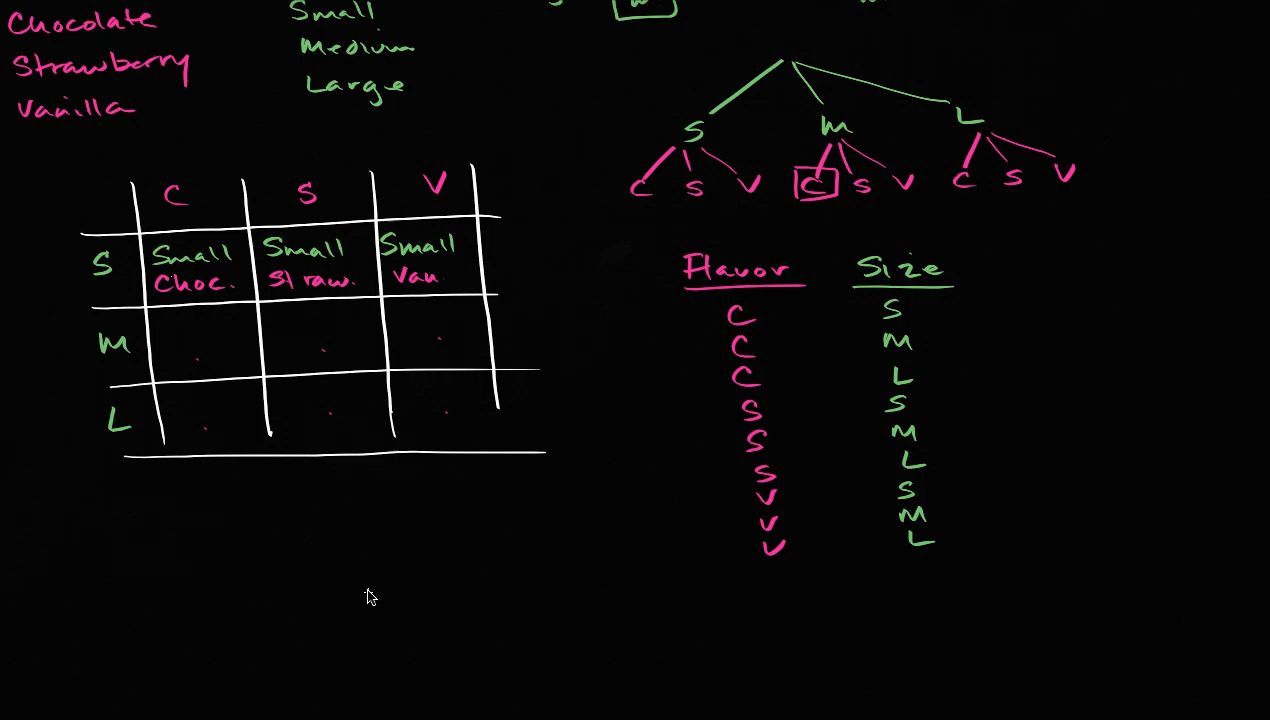 Chocolate
Strawberry
Vanilla
Small
Medium
Large
S M L
C S V C S V C S V
C S V
S Small Choc. Small Straw. Small Van
M
L
Flavor Size
C S
C M
C L
S S
S M
S L
V S
V M
V L